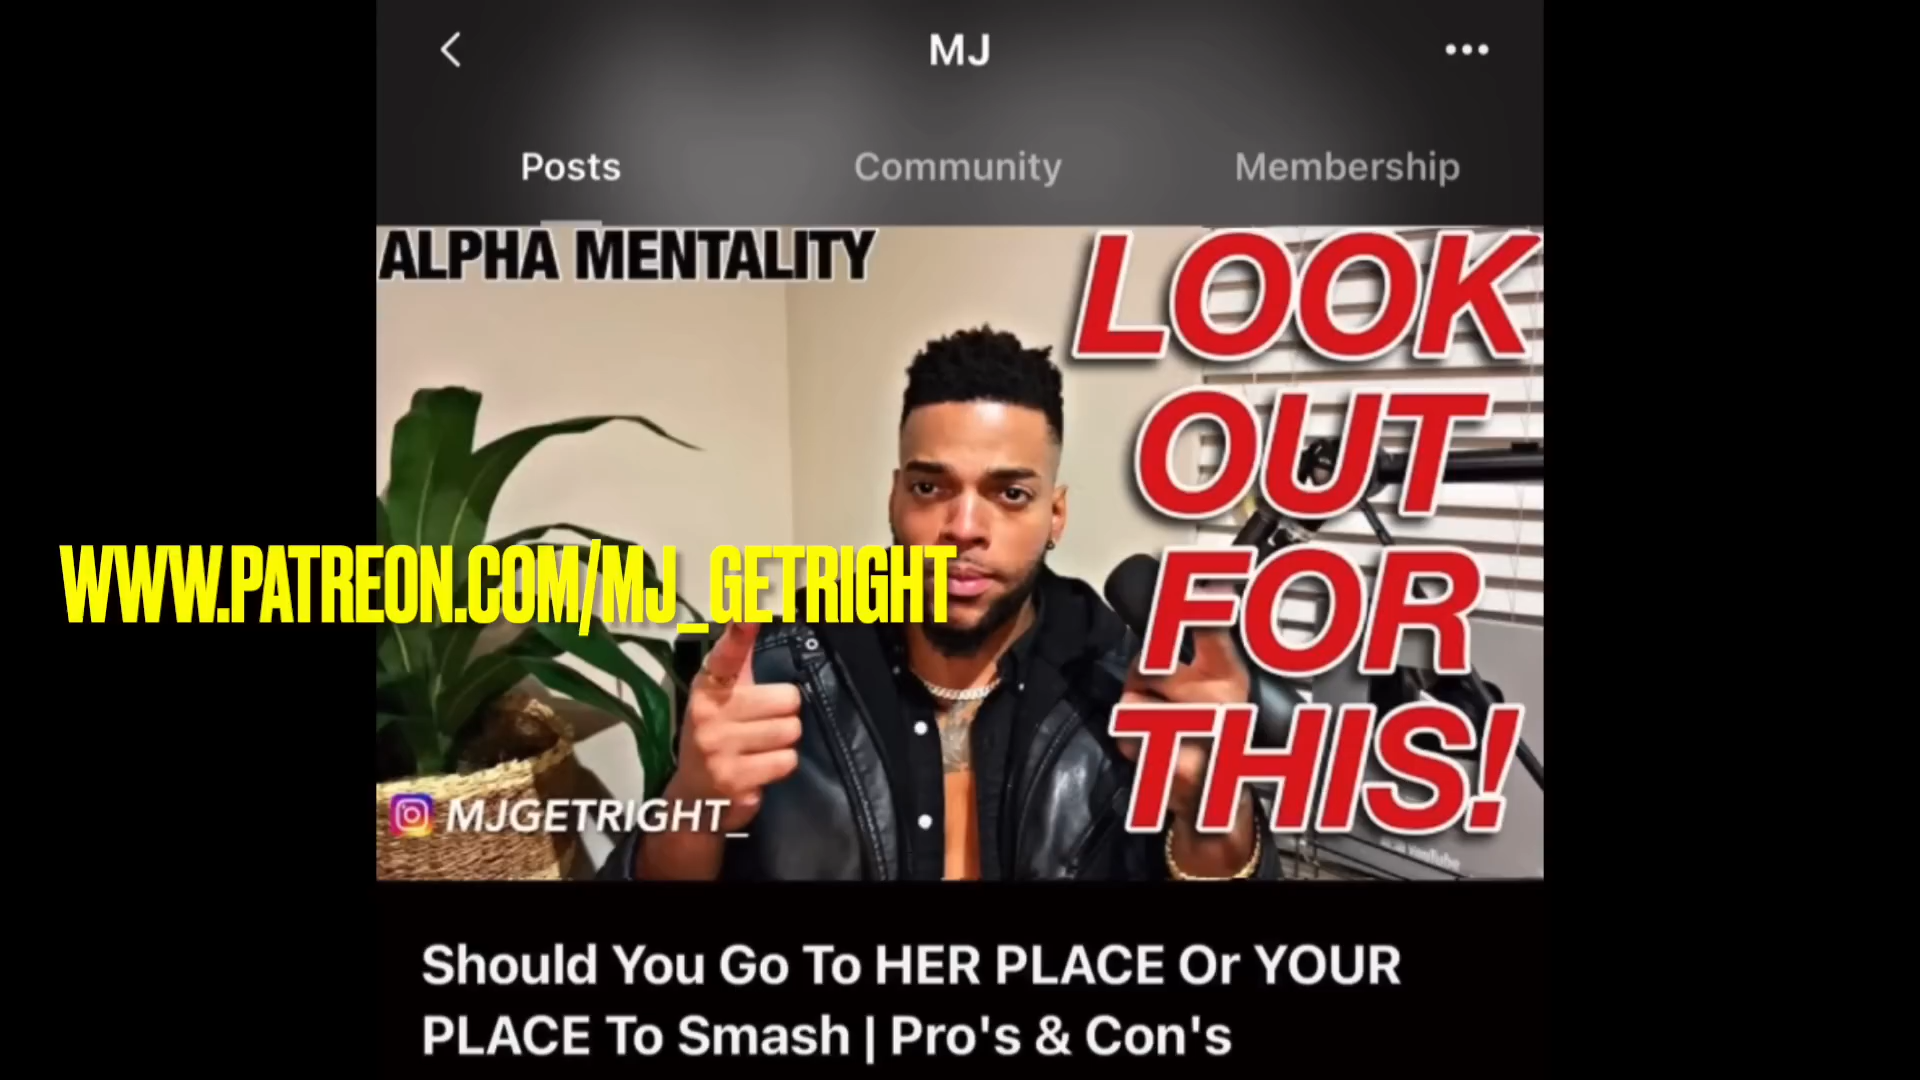 MJ
Posts
Community
Membership
ALPHA MENTALITY
LOOK
OUT
FOR
THIS!
WWW.PATREON.COM/MJ_GETRIGHT
MJGETRIGHT_
YouTube
Should You Go To HER PLACE Or YOUR
PLACE To Smash | Pro's & Con's